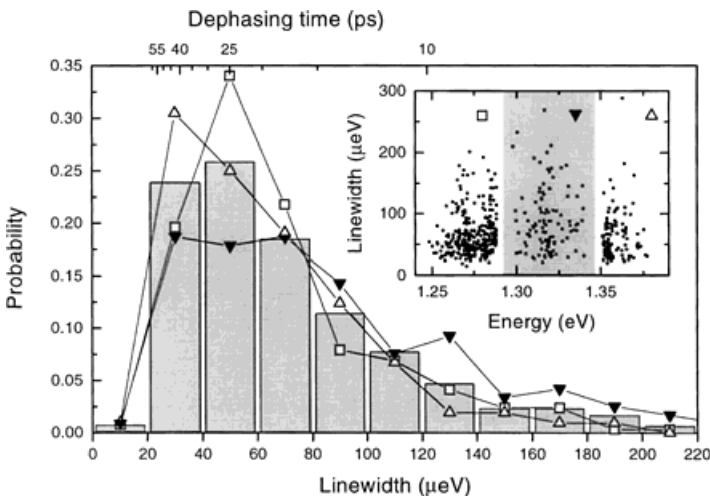 Dephasing time (ps)
55 40 25 10
0.35
0.30
0.25
0.20
0.15
0.10
0.05
0.00
Probability
0 20 40 60 80 100 120 140 160 180 200 220
Linewidth (μeV)
300
200
100
0
Linewidth (μeV)
1.25 1.30 1.35
Energy (eV)